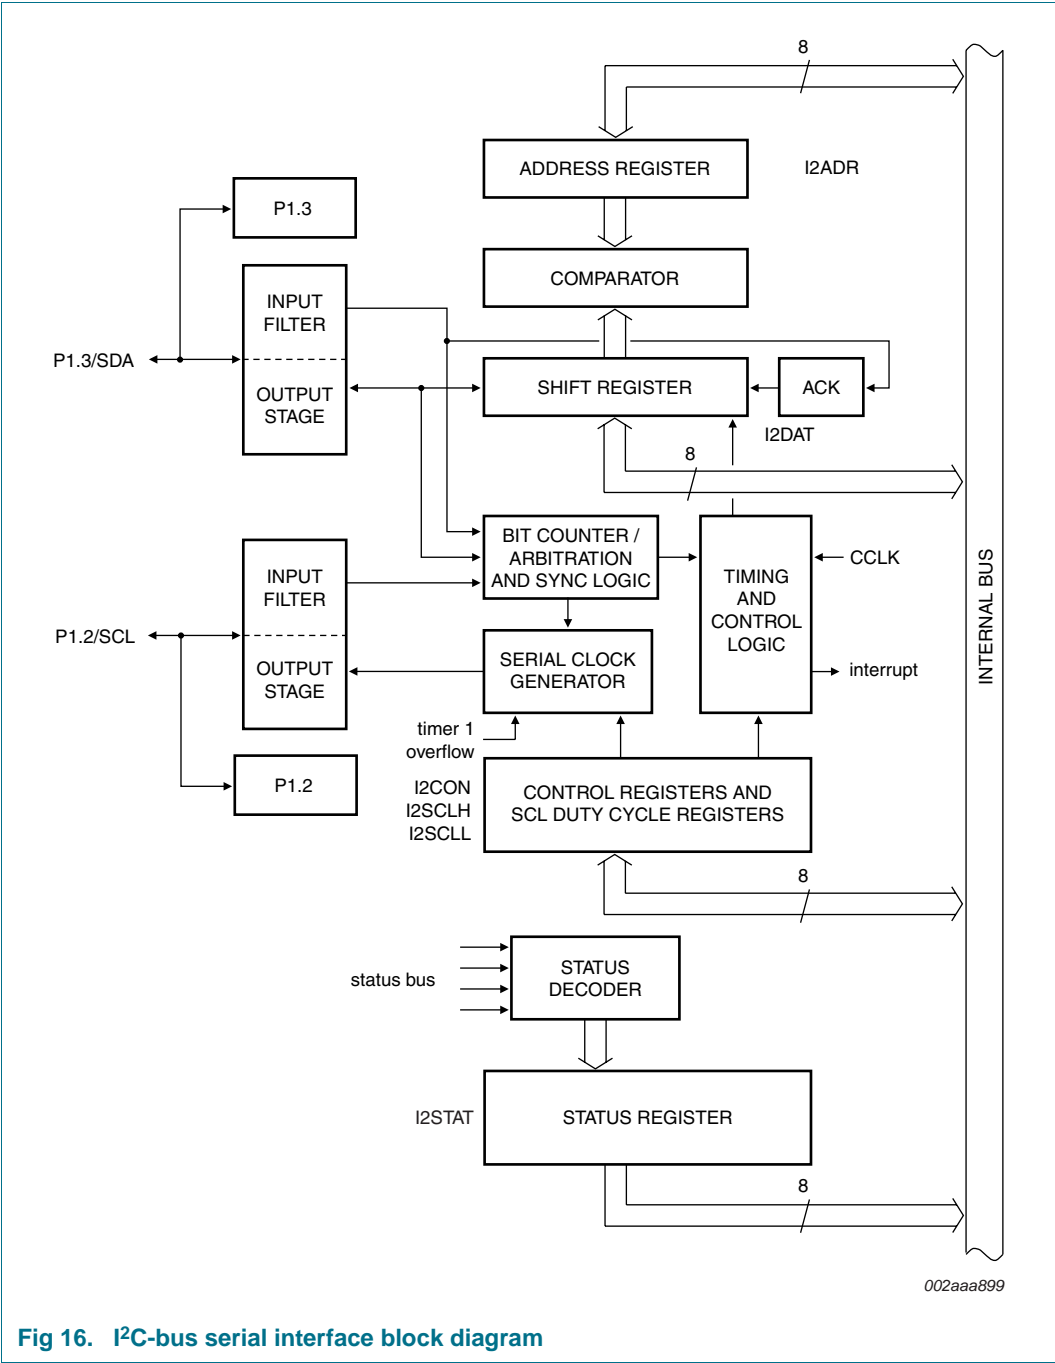 8
ADDRESS REGISTER
I2ADR
P1.3
COMPARATOR
INPUT
FILTER
P1.3/SDA
OUTPUT
STAGE
SHIFT REGISTER
ACK
I2DAT
8
BIT COUNTER /
ARBITRATION
AND SYNC LOGIC
INPUT
FILTER
TIMING
AND
CONTROL
LOGIC
CCLK
INTERNAL BUS
P1.2/SCL
OUTPUT
STAGE
SERIAL CLOCK
GENERATOR
interrupt
timer 1
overflow
P1.2
I2CON
I2SCLH
I2SCLL
CONTROL REGISTERS AND
SCL DUTY CYCLE REGISTERS
8
status bus
STATUS
DECODER
I2STAT
STATUS REGISTER
8
002aaa899
Fig 16. I²C-bus serial interface block diagram